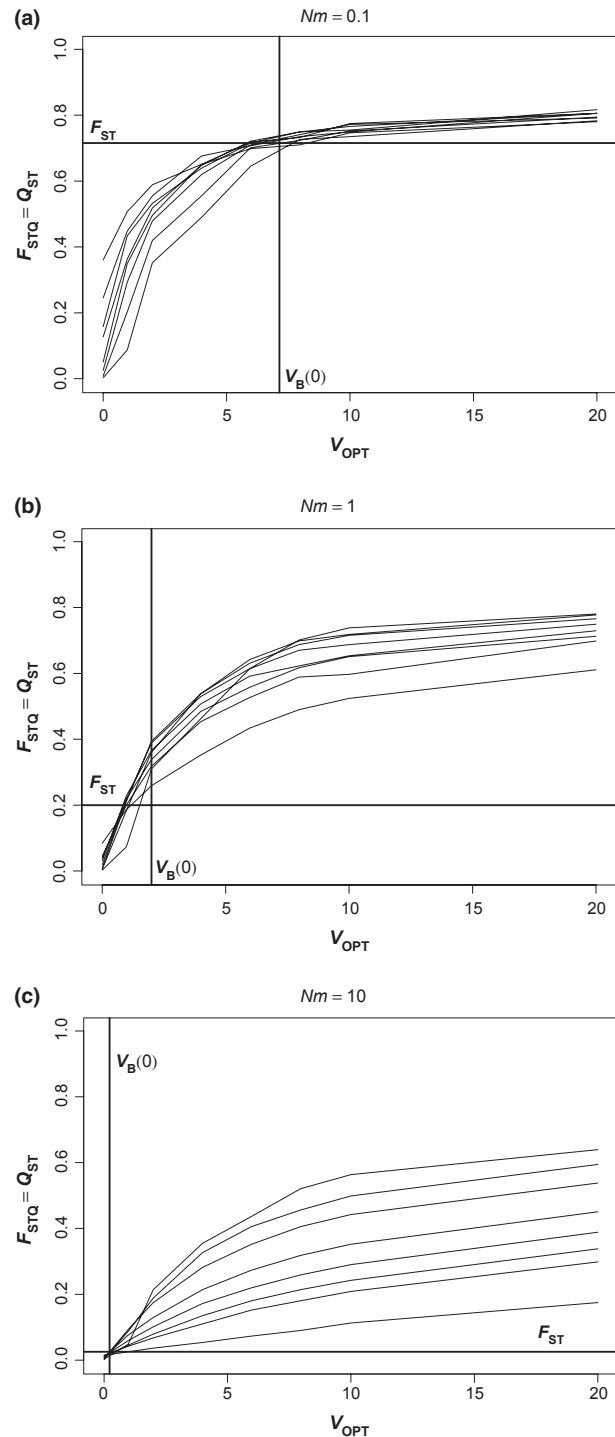 (a)
Nm = 0.1
1.0
0.8
0.6
0.4
0.2
0.0
F_STQ = Q_ST
F_ST
V_B(0)
0 5 10 15 20
V_OPT
(b)
Nm = 1
1.0
0.8
0.6
0.4
0.2
0.0
F_STQ = Q_ST
F_ST
V_B(0)
0 5 10 15 20
V_OPT
(c)
Nm = 10
1.0
0.8
0.6
0.4
0.2
0.0
F_STQ = Q_ST
V_B(0)
F_ST
0 5 10 15 20
V_OPT